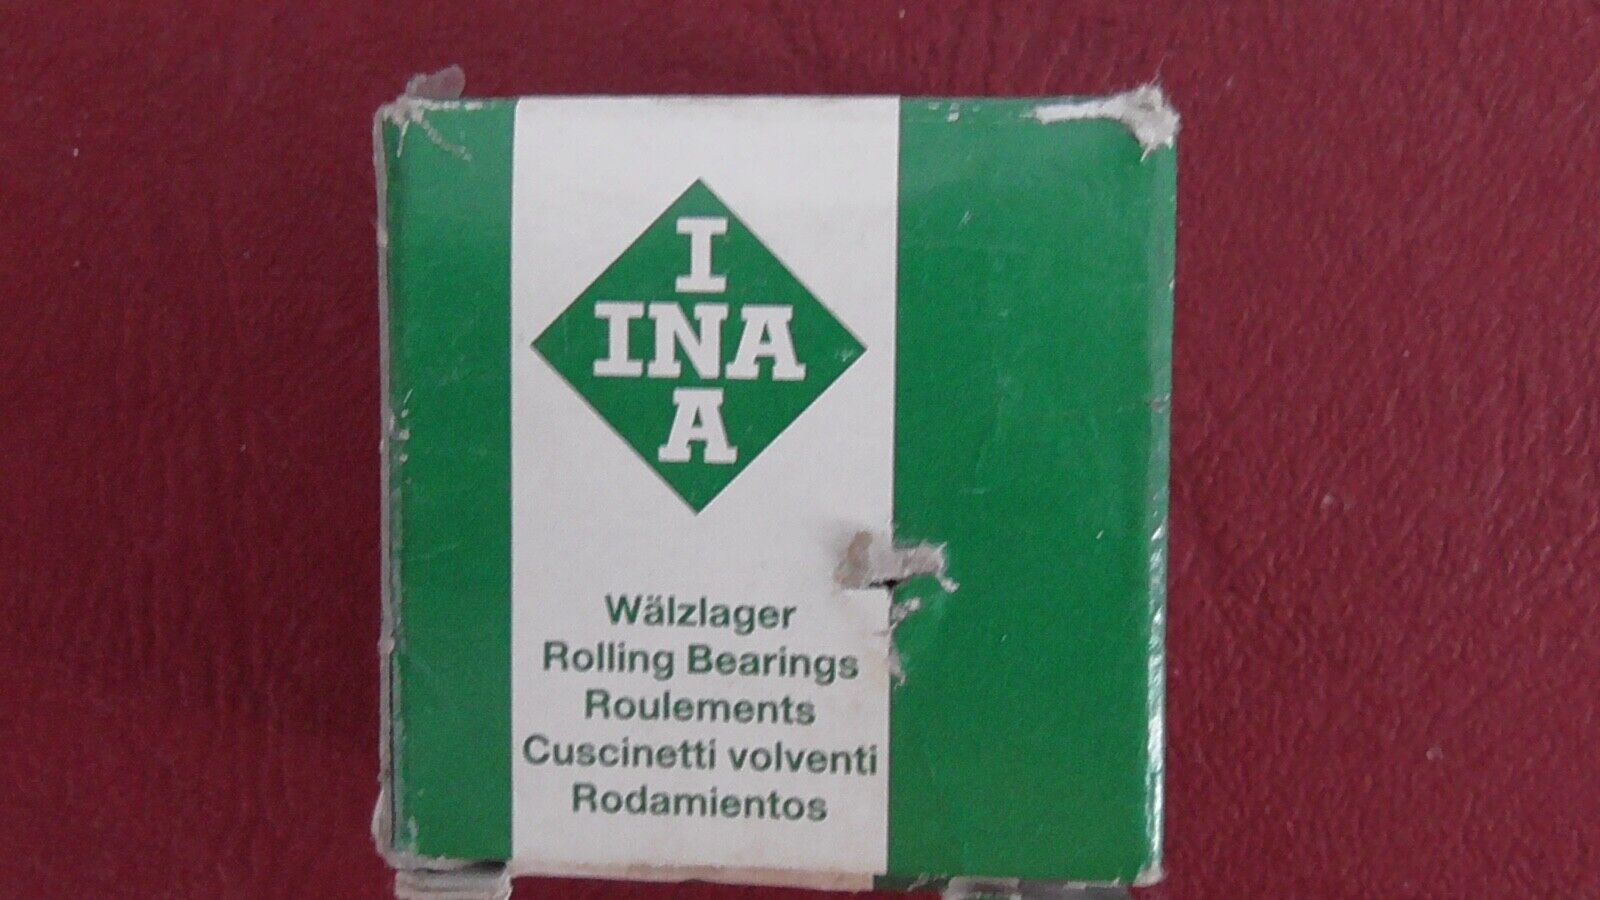 I
INA
A
Wälzlager
Rolling Bearings
Roulements
Cuscinetti volventi
Rodamientos